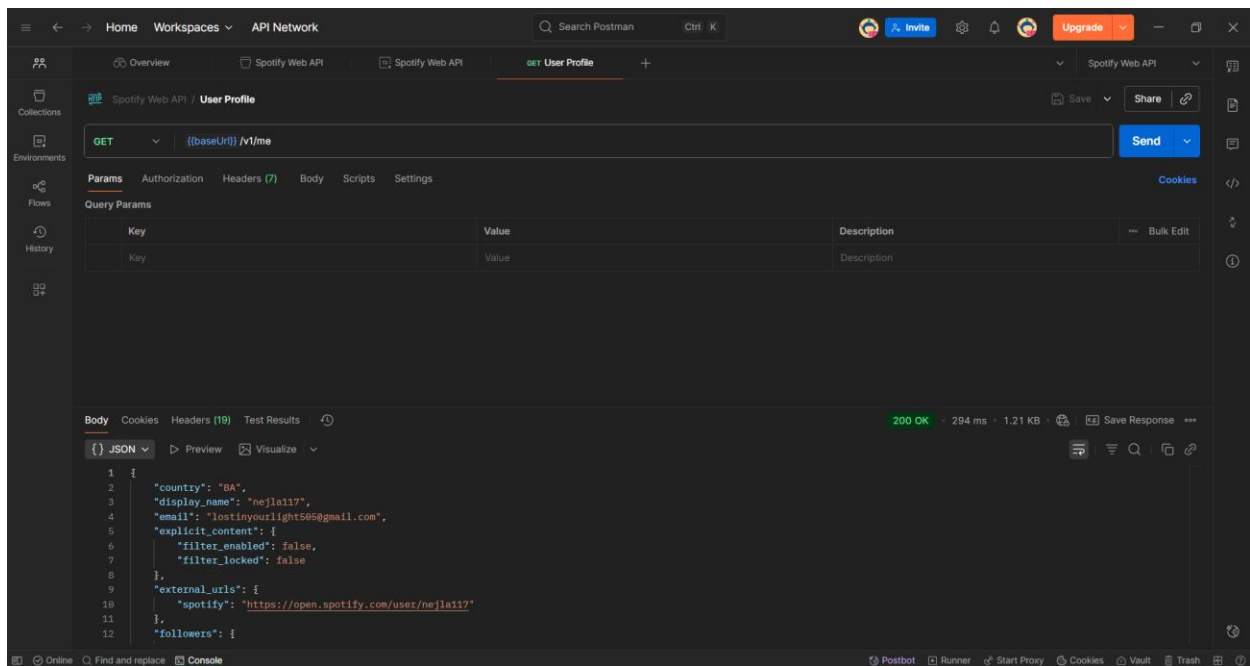 Home Workspaces API Network Search Postman Ctrl K Invite Upgrade
Overview Spotify Web API Spotify Web API GET User Profile Spotify Web API
HTTP Spotify Web API / User Profile Save Share
Collections
GET {{baseUrl}} /v1/me Send
Environments
Params Authorization Headers (7) Body Scripts Settings Cookies
Flows
Query Params
Key Value Description Bulk Edit
History
Key Value Description
Body Cookies Headers (19) Test Results 200 OK 294 ms 1.21 KB e.g. Save Response
{} JSON Preview Visualize
1 {
2 "country": "BA",
3 "display_name": "nejla117",
4 "email": "lostinyourlight505@gmail.com",
5 "explicit_content": {
6 "filter_enabled": false,
7 "filter_locked": false
8 },
9 "external_urls": {
10 "spotify": "https://open.spotify.com/user/nejla117"
11 },
12 "followers": {
Online Find and replace Console Postbot Runner Start Proxy Cookies Vault Trash